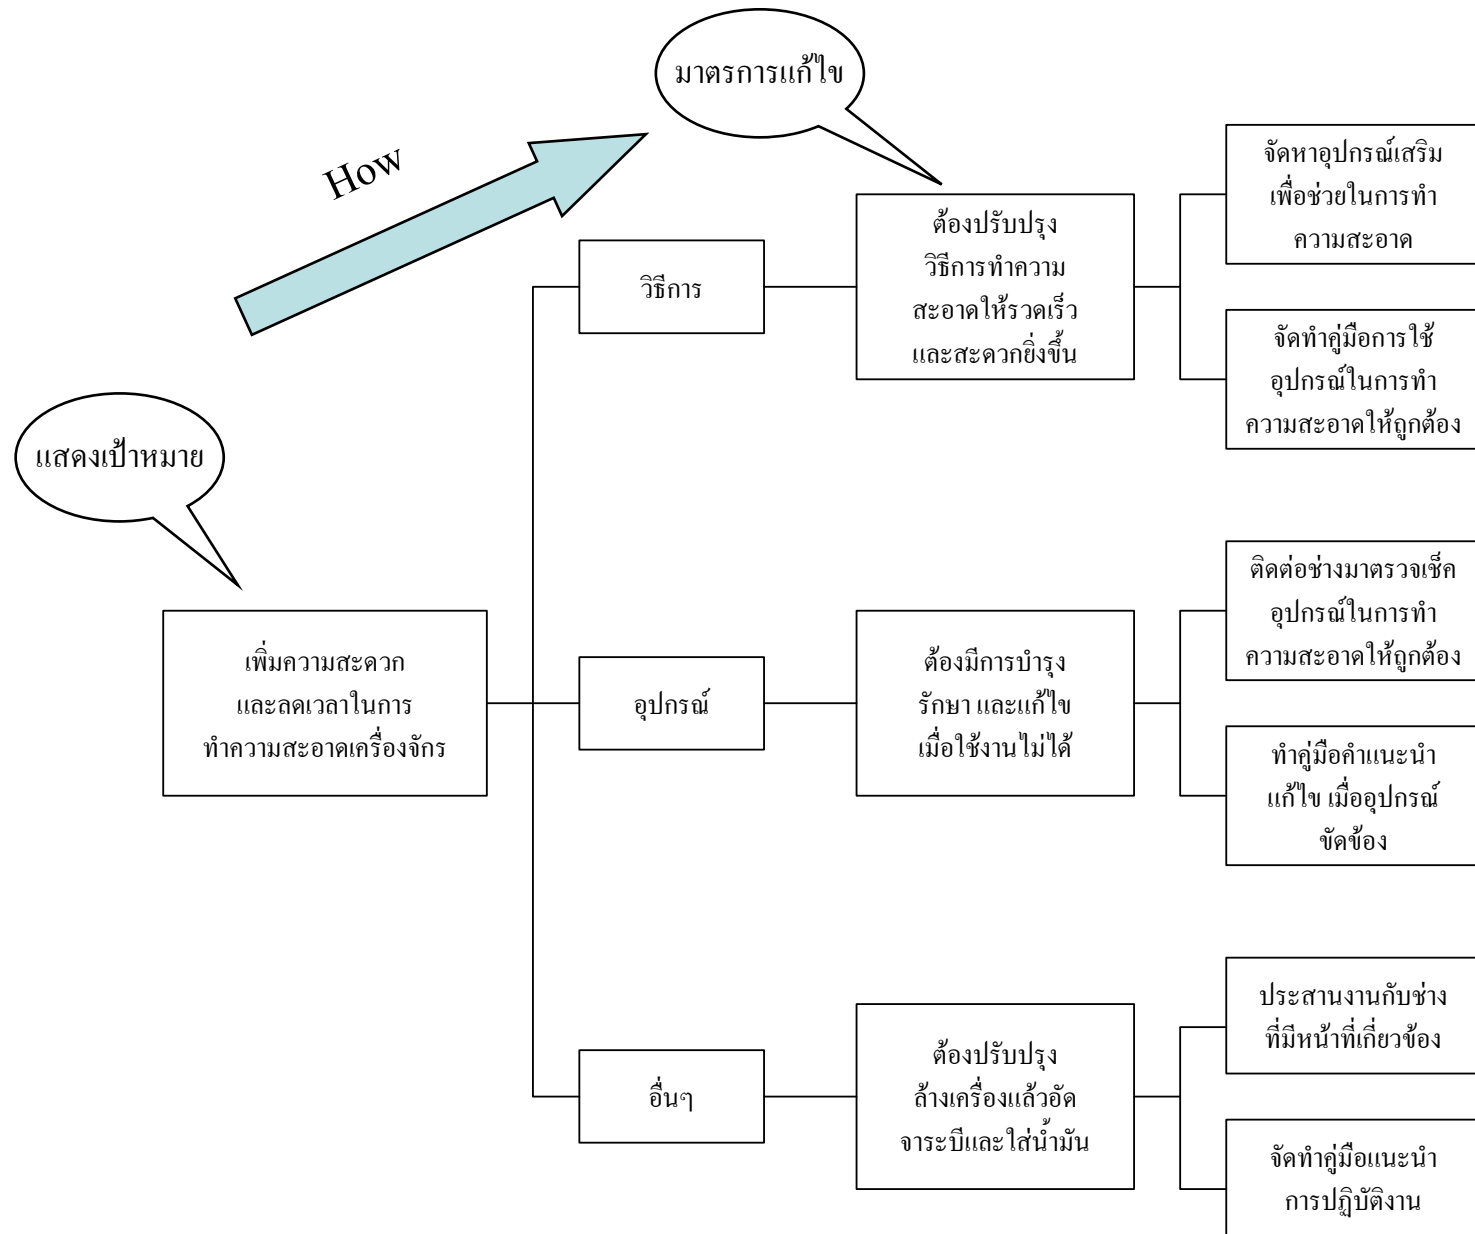 มาตรการแก้ไข
How
แสดงเป้าหมาย
เพิ่มความสะดวก
และลดเวลาในการ
ทำความสะอาดเครื่องจักร
วิธีการ
ต้องปรับปรุง
วิธีการทำความ
สะอาดให้รวดเร็ว
และสะดวกยิ่งขึ้น
จัดหาอุปกรณ์เสริม
เพื่อช่วยในการทำ
ความสะอาด
จัดทำคู่มือการใช้
อุปกรณ์ในการทำ
ความสะอาดให้ถูกต้อง
อุปกรณ์
ต้องมีการบำรุง
รักษา และแก้ไข
เมื่อใช้งานไม่ได้
ติดต่อช่างมาตรวจเช็ค
อุปกรณ์ในการทำ
ความสะอาดให้ถูกต้อง
ทำคู่มือคำแนะนำ
แก้ไข เมื่ออุปกรณ์
ขัดข้อง
อื่นๆ
ต้องปรับปรุง
ล้างเครื่องแล้วอัด
จาระบีและใส่น้ำมัน
ประสานงานกับช่าง
ที่มีหน้าที่เกี่ยวข้อง
จัดทำคู่มือแนะนำ
การปฏิบัติงาน